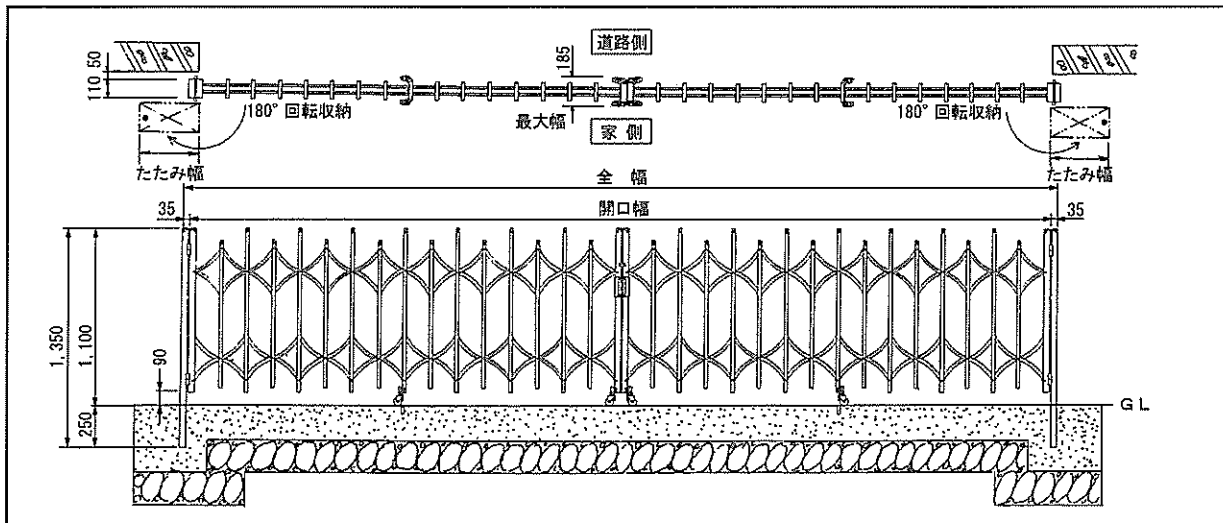 道路側
50
110
185
180° 回転収納
最大幅
家 側
180° 回転収納
たたみ幅
たたみ幅
全 幅
35
開口幅
35
1,350
1,100
90
250
GL